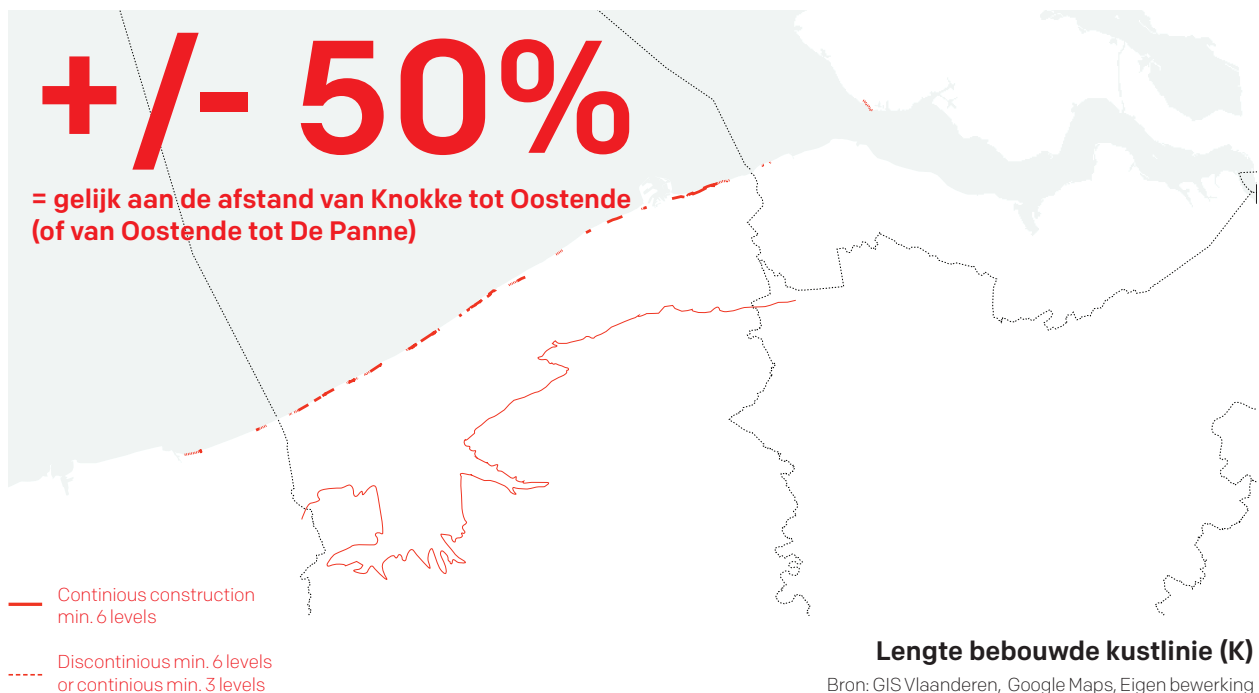 +/- 50%
= gelijk aan de afstand van Knokke tot Oostende
(of van Oostende tot De Panne)
Continious construction
min. 6 levels
Discontinious min. 6 levels
or continious min. 3 levels
Lengte bebouwde kustlinie (K)
Bron: GIS Vlaanderen, Google Maps, Eigen bewerking